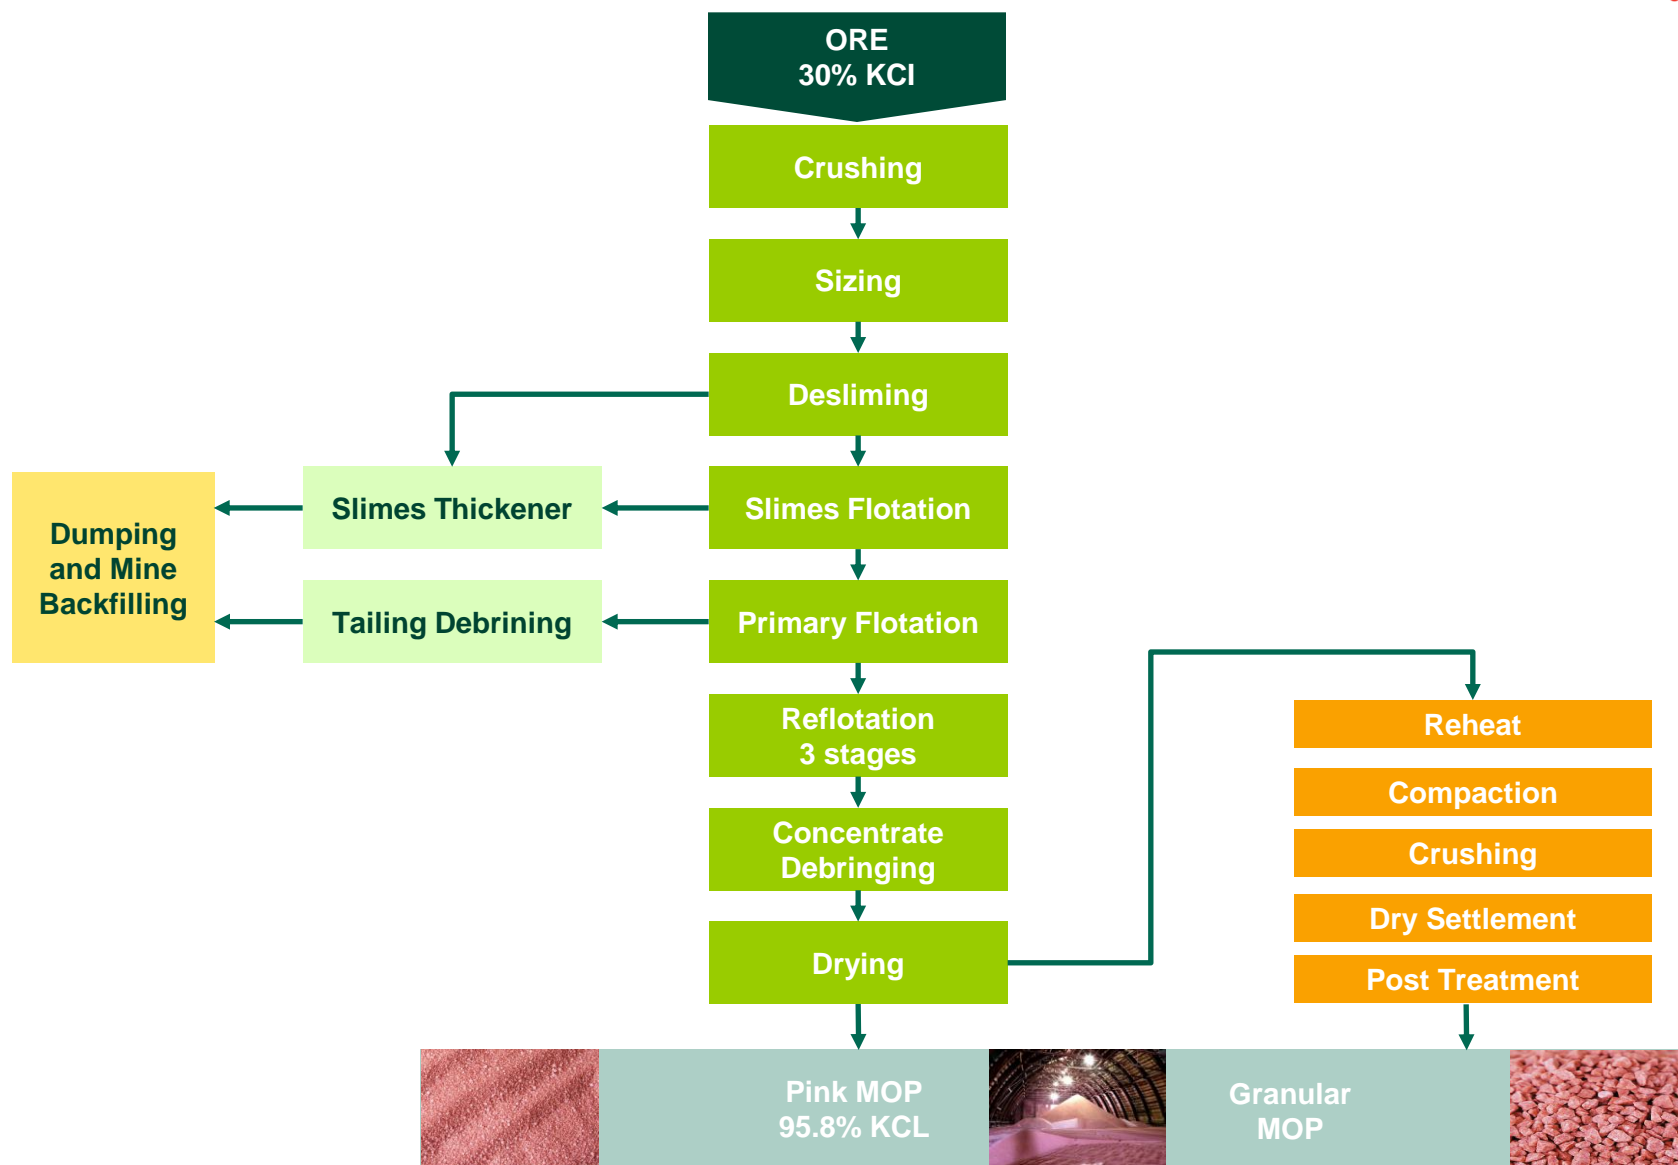 ORE
30% KCl
Crushing
Sizing
Desliming
Slimes Thickener
Slimes Flotation
Dumping
and Mine
Backfilling
Tailing Debrining
Primary Flotation
Reflotation
3 stages
Concentrate
Debringing
Drying
Reheat
Compaction
Crushing
Dry Settlement
Post Treatment
Pink MOP
95.8% KCL
Granular
MOP